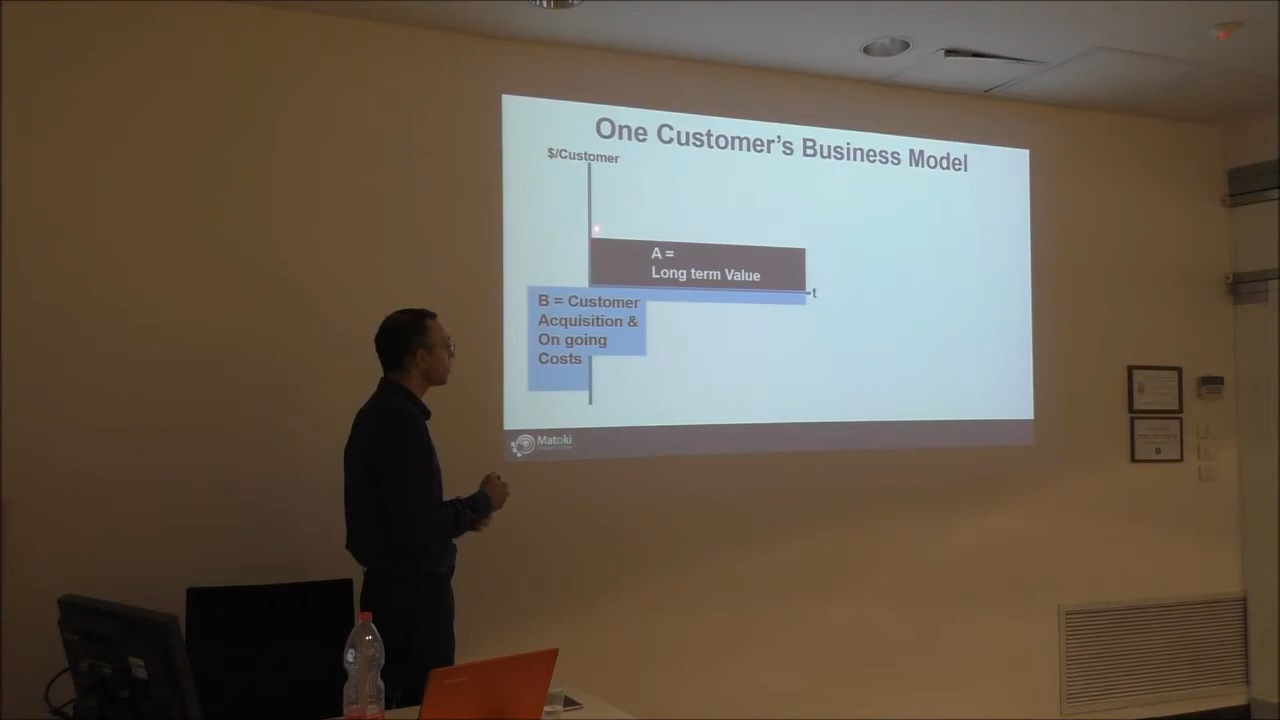 One Customer's Business Model
$/Customer
A =
Long term Value
t
B = Customer
Acquisition &
On going
Costs
Matoki